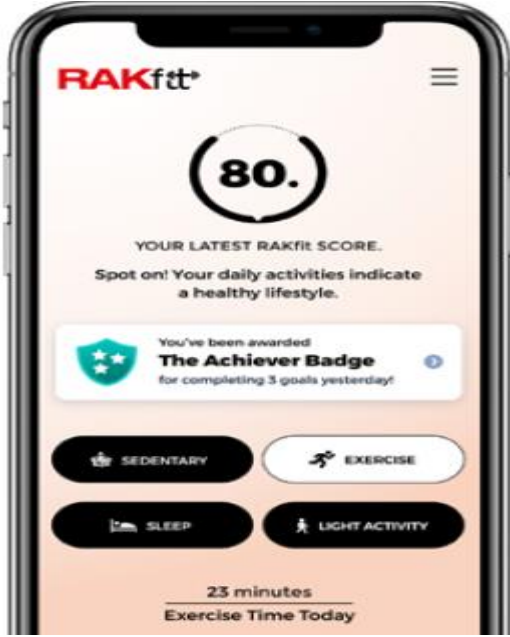 RAKfit
80.
YOUR LATEST RAKfit SCORE.
Spot on! Your daily activities indicate
a healthy lifestyle.
You've been awarded
The Achiever Badge
for completing 3 goals yesterday!
SEDENTARY
EXERCISE
SLEEP
LIGHT ACTIVITY
23 minutes
Exercise Time Today